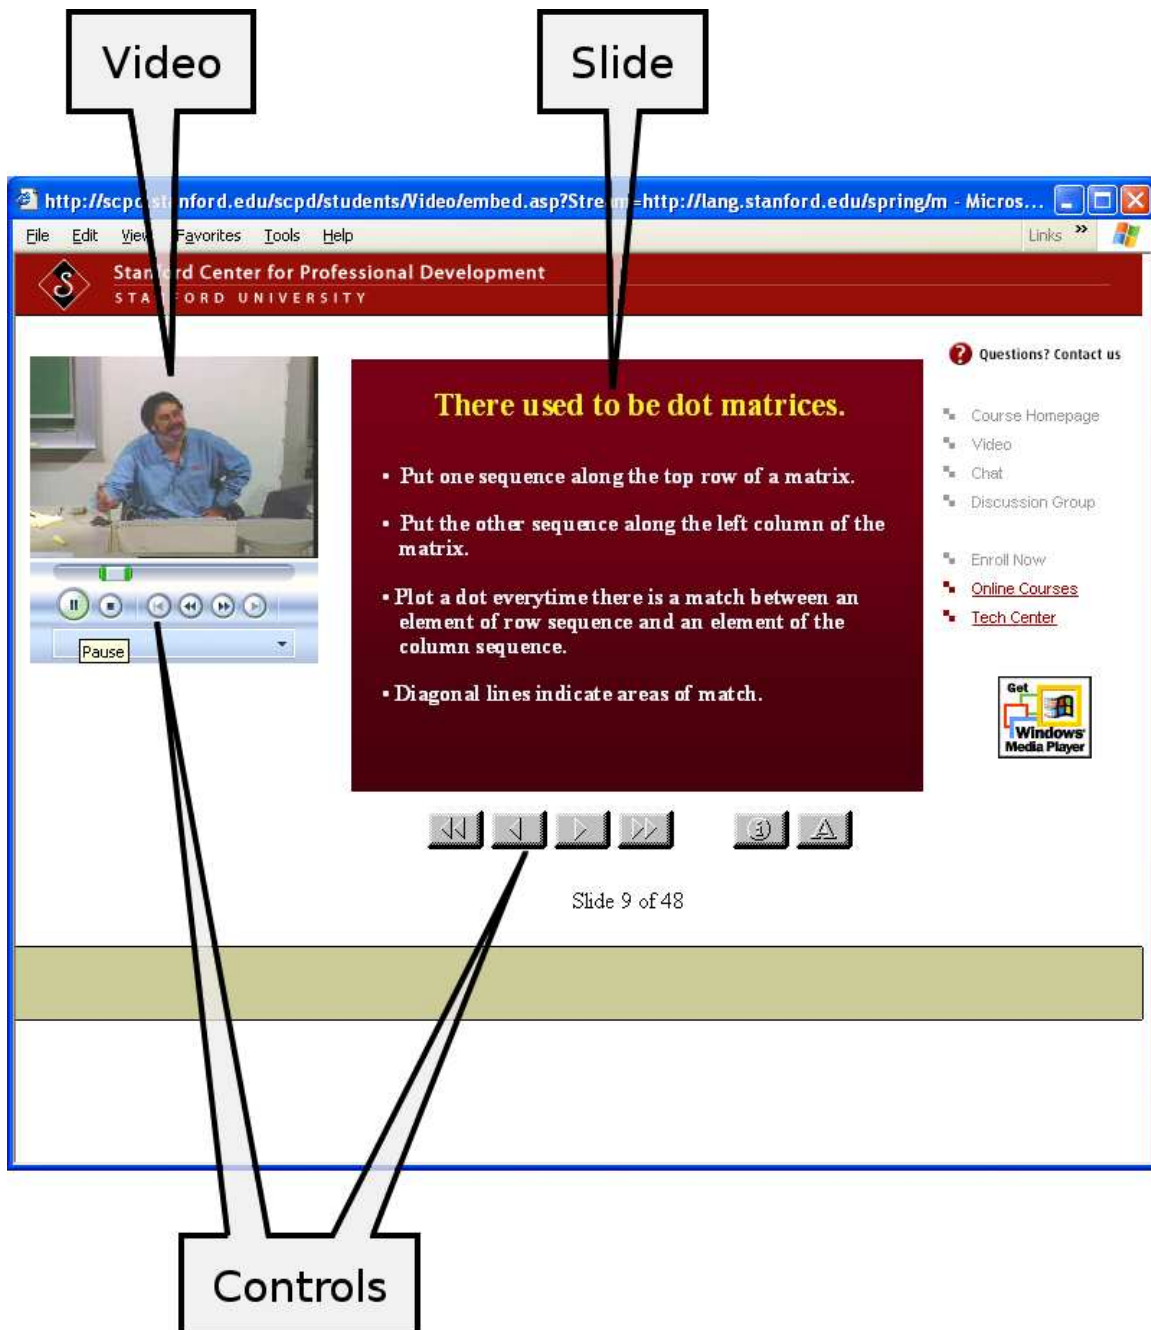 Video
Slide
http://scpd.stanford.edu/scpd/students/Video/embed.asp?Stream=http://lang.stanford.edu/spring/m - Micros...
File Edit View Favorites Tools Help
Links »
S
Stanford Center for Professional Development
STANFORD UNIVERSITY
? Questions? Contact us
There used to be dot matrices.
▪ Put one sequence along the top row of a matrix.
▪ Put the other sequence along the left column of the
matrix.
▪ Plot a dot everytime there is a match between an
element of row sequence and an element of the
column sequence.
▪ Diagonal lines indicate areas of match.
Course Homepage
Video
Chat
Discussion Group
Enroll Now
Online Courses
Tech Center
Pause
Get
Windows
Media Player
i A
Slide 9 of 48
Controls